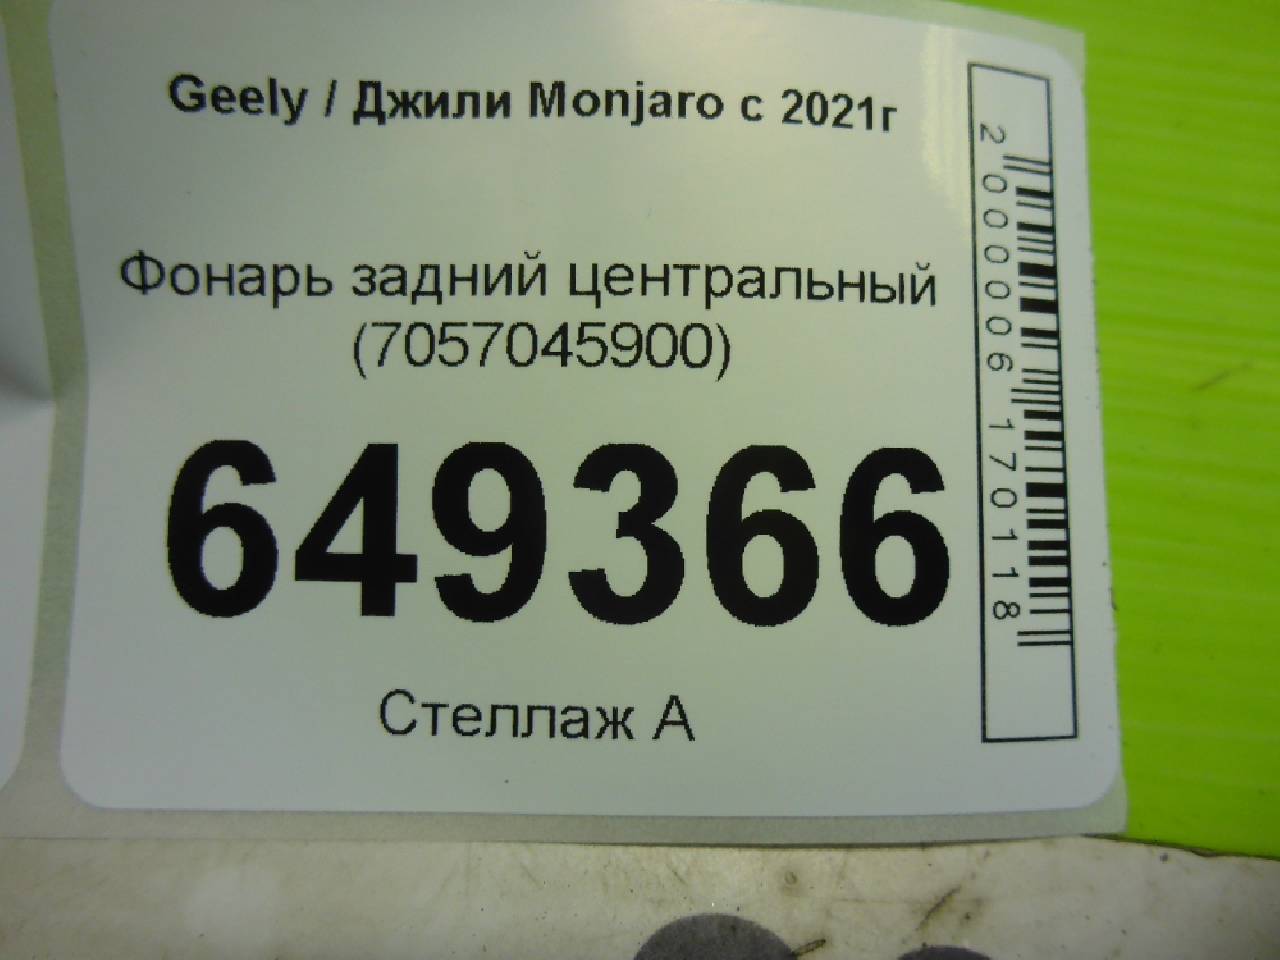 Geely / Джили Monjaro с 2021г
Фонарь задний центральный
(7057045900)
649366
Стеллаж А
2000006170118